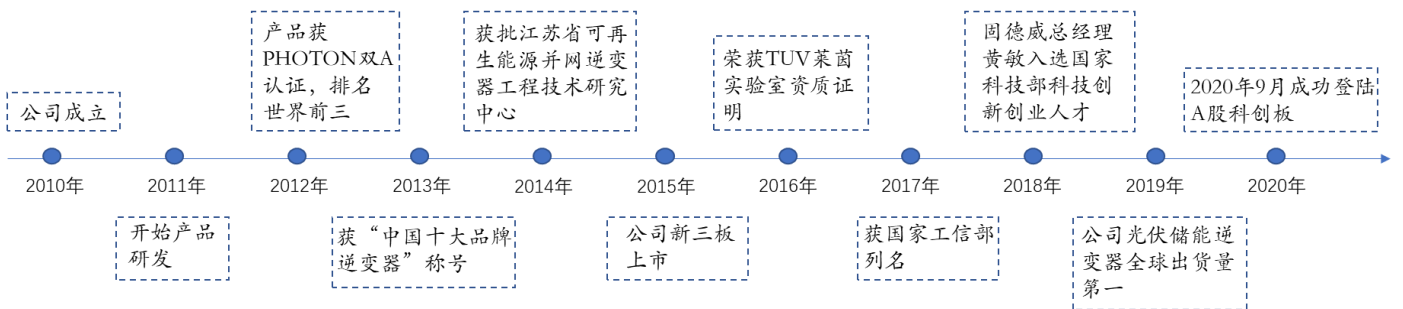 公司成立
产品获
PHOTON双A
认证，排名
世界前三
获批江苏省可再
生能源并网逆变
器工程技术研究
中心
荣获TUV莱茵
实验室资质证
明
固德威总经理
黄敏入选国家
科技部科技创
新创业人才
2020年9月成功登陆
A股科创板
2010年
2011年
2012年
2013年
2014年
2015年
2016年
2017年
2018年
2019年
2020年
开始产品
研发
获“中国十大品牌
逆变器”称号
公司新三板
上市
获国家工信部
列名
公司光伏储能逆
变器全球出货量
第一